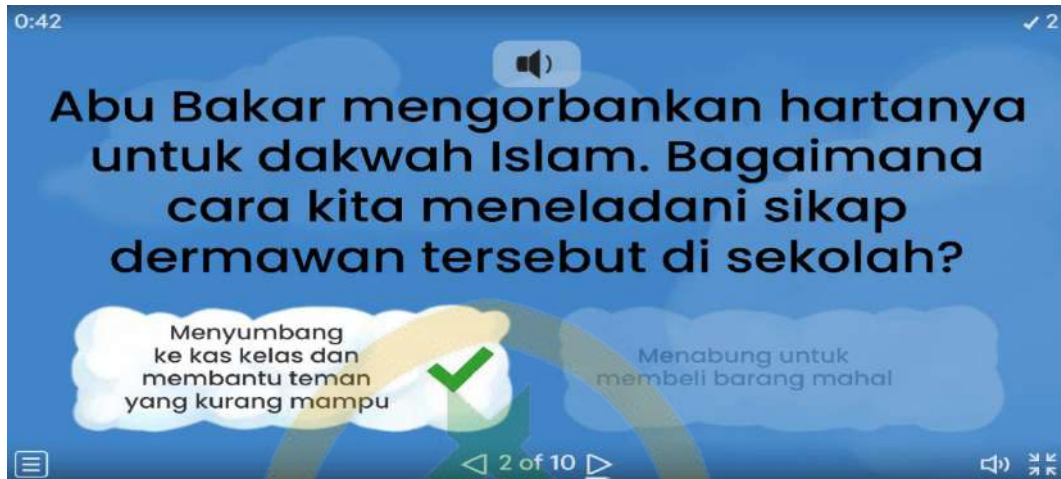 0:42
✓ 2
Abu Bakar mengorbankan hartanya
untuk dakwah Islam. Bagaimana
cara kita meneladani sikap
dermawan tersebut di sekolah?
Menyumbang
ke kas kelas dan
membantu teman
yang kurang mampu
Menabung untuk
membeli barang mahal
2 of 10